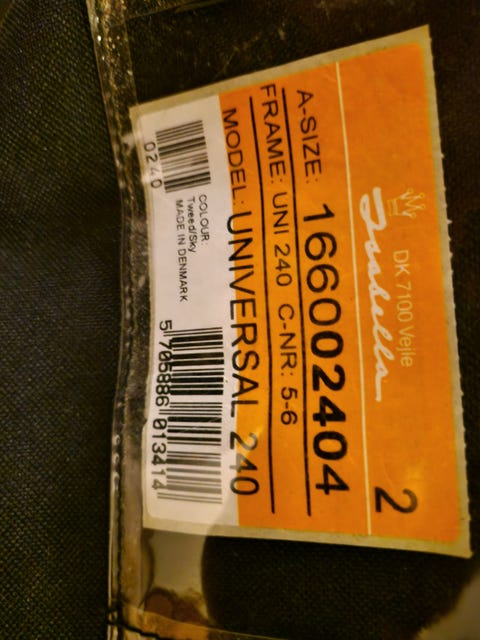 Isabella
DK 7100 Vejle
2
A-SIZE: 166002404
FRAME: UNI 240 C-NR: 5-6
MODEL: UNIVERSAL 240
COLOUR:
Tweed/Sky
MADE IN DENMARK
0240
5 705886 013414